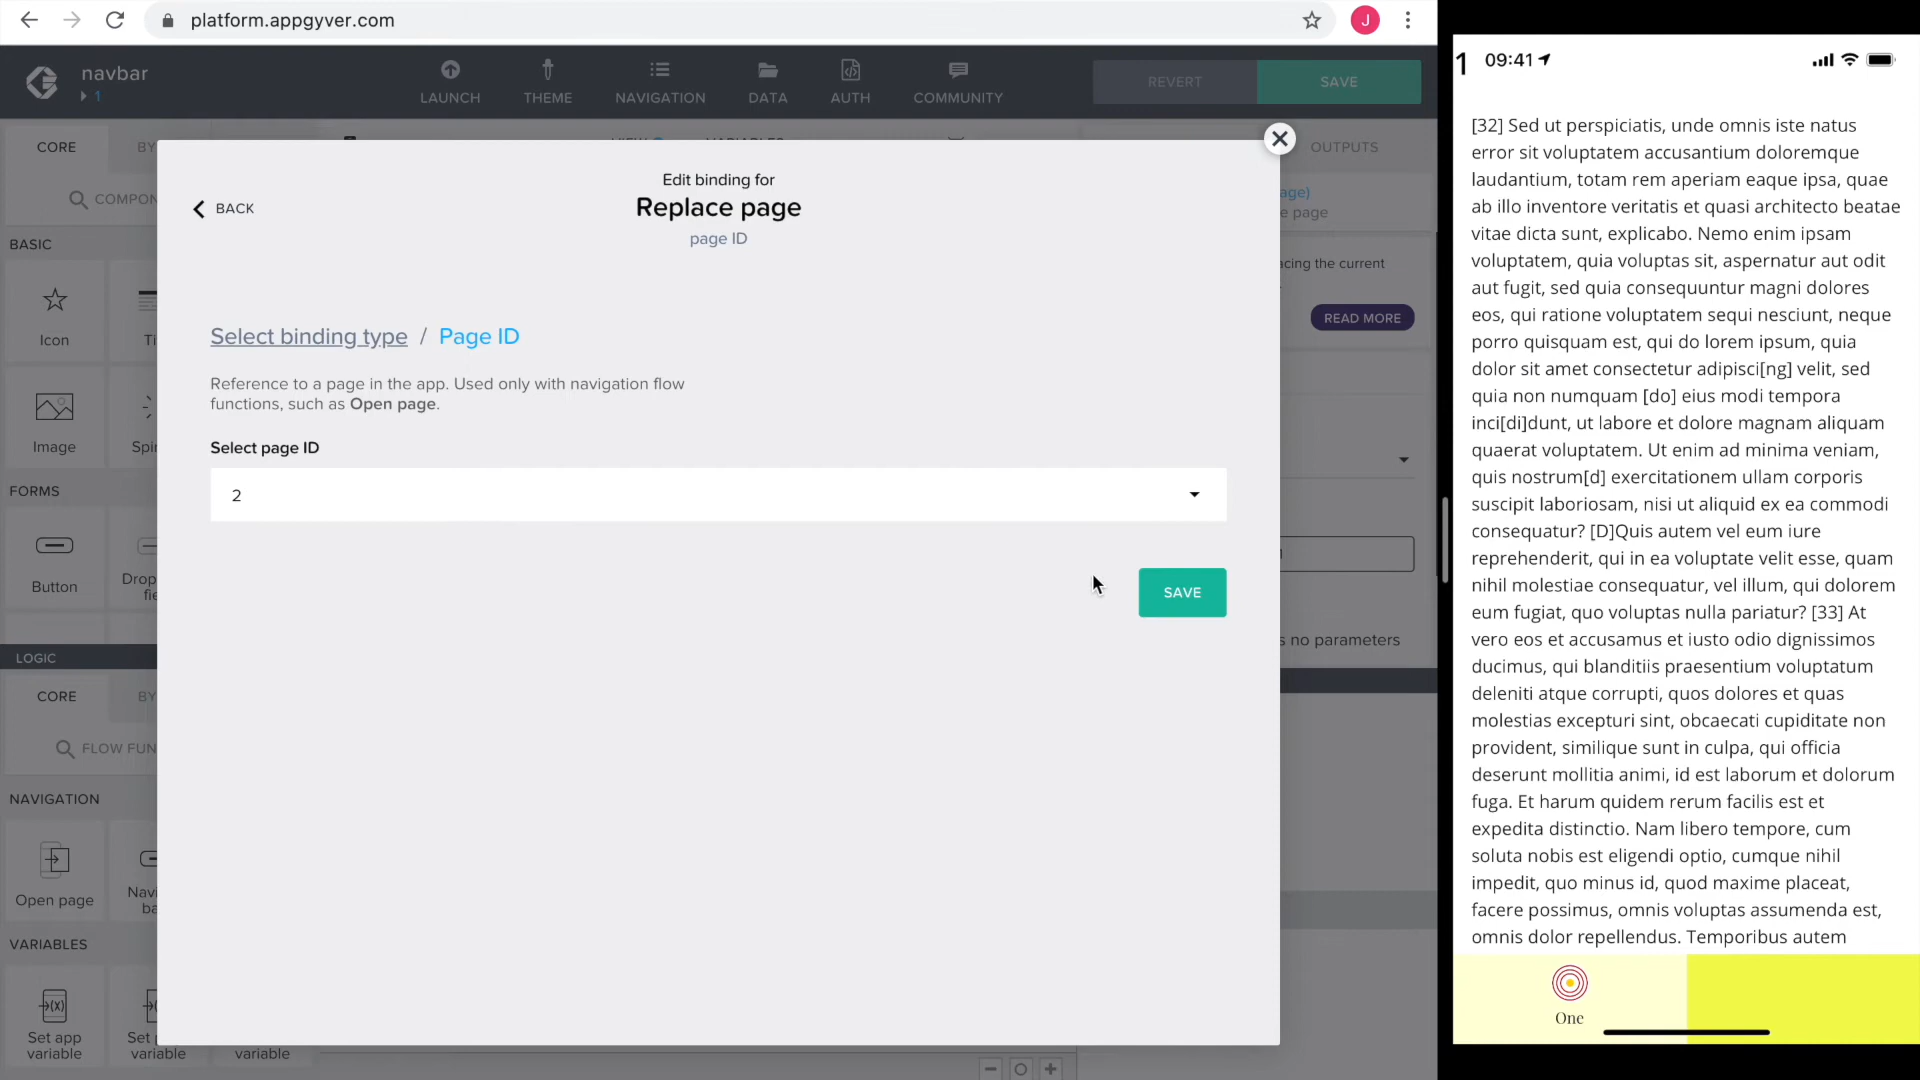 platform.appgyver.com
J
navbar
1
LAUNCH
THEME
NAVIGATION
DATA
AUTH
COMMUNITY
REVERT
SAVE
CORE
BY
OUTPUTS
COMPON
BASIC
Icon
Image
FORMS
Button
LOGIC
CORE
BY
FLOW FUN
NAVIGATION
Open page
VARIABLES
Set app
variable
variable
variable
Edit binding for
Replace page
page ID
BACK
Select binding type / Page ID
Reference to a page in the app. Used only with navigation flow
functions, such as Open page.
Select page ID
2
SAVE
age)
e page
acing the current
READ MORE
s no parameters
1
09:41
[32] Sed ut perspiciatis, unde omnis iste natus
error sit voluptatem accusantium doloremque
laudantium, totam rem aperiam eaque ipsa, quae
ab illo inventore veritatis et quasi architecto beatae
vitae dicta sunt, explicabo. Nemo enim ipsam
voluptatem, quia voluptas sit, aspernatur aut odit
aut fugit, sed quia consequuntur magni dolores
eos, qui ratione voluptatem sequi nesciunt, neque
porro quisquam est, qui do lorem ipsum, quia
dolor sit amet consectetur adipisci[ng] velit, sed
quia non numquam [do] eius modi tempora
inci[di]dunt, ut labore et dolore magnam aliquam
quaerat voluptatem. Ut enim ad minima veniam,
quis nostrum[d] exercitationem ullam corporis
suscipit laboriosam, nisi ut aliquid ex ea commodi
consequatur? [D]Quis autem vel eum iure
reprehenderit, qui in ea voluptate velit esse, quam
nihil molestiae consequatur, vel illum, qui dolorem
eum fugiat, quo voluptas nulla pariatur? [33] At
vero eos et accusamus et iusto odio dignissimos
ducimus, qui blanditiis praesentium voluptatum
deleniti atque corrupti, quos dolores et quas
molestias excepturi sint, obcaecati cupiditate non
provident, similique sunt in culpa, qui officia
deserunt mollitia animi, id est laborum et dolorum
fuga. Et harum quidem rerum facilis est et
expedita distinctio. Nam libero tempore, cum
soluta nobis est eligendi optio, cumque nihil
impedit, quo minus id, quod maxime placeat,
facere possimus, omnis voluptas assumenda est,
omnis dolor repellendus. Temporibus autem
One